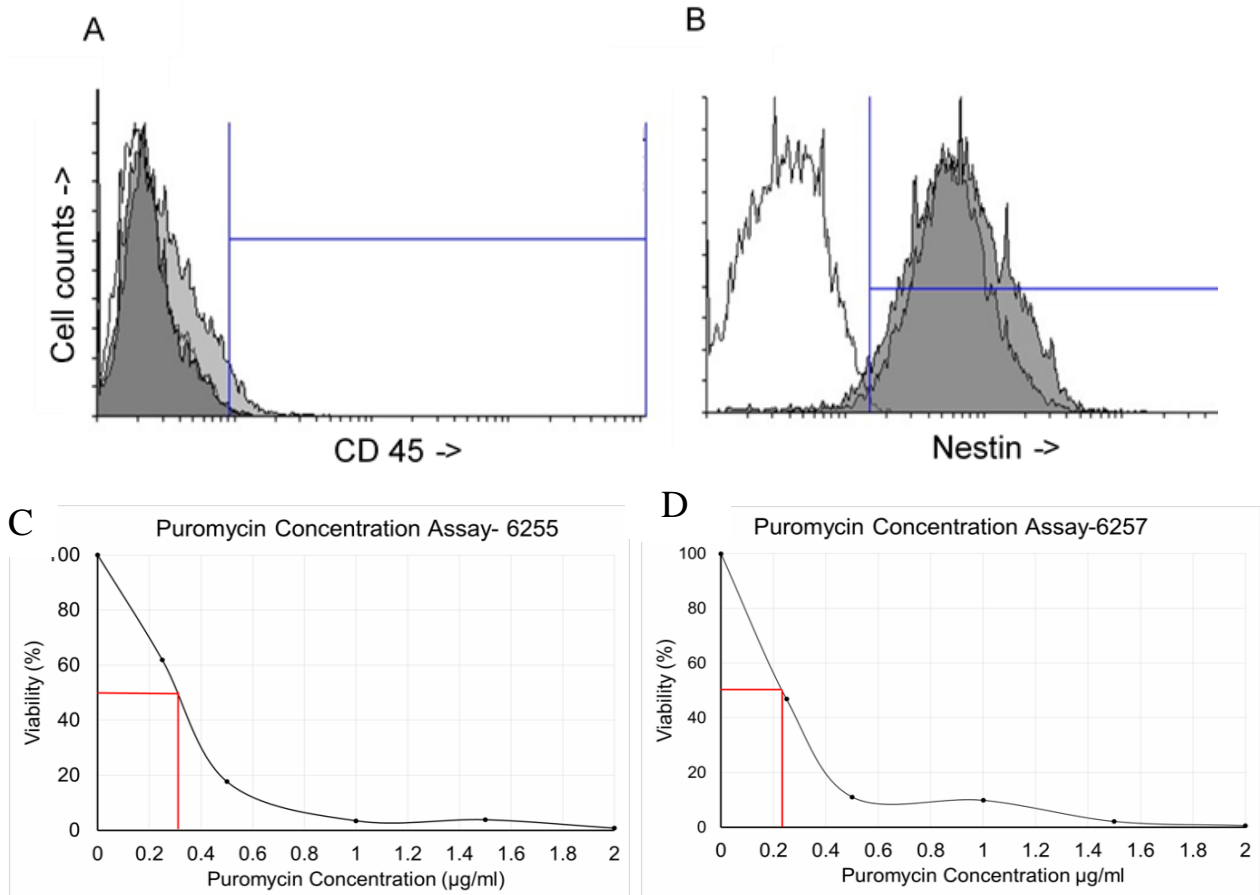 A
B
Cell counts ->
CD 45 ->
Nestin ->
C
Puromycin Concentration Assay- 6255
.00
80
60
40
20
0
Viability (%)
0 0.2 0.4 0.6 0.8 1 1.2 1.4 1.6 1.8 2
Puromycin Concentration (µg/ml)
D
Puromycin Concentration Assay-6257
100
80
60
40
20
0
Viability (%)
0 0.2 0.4 0.6 0.8 1 1.2 1.4 1.6 1.8 2
Puromycin Concentration µg/ml